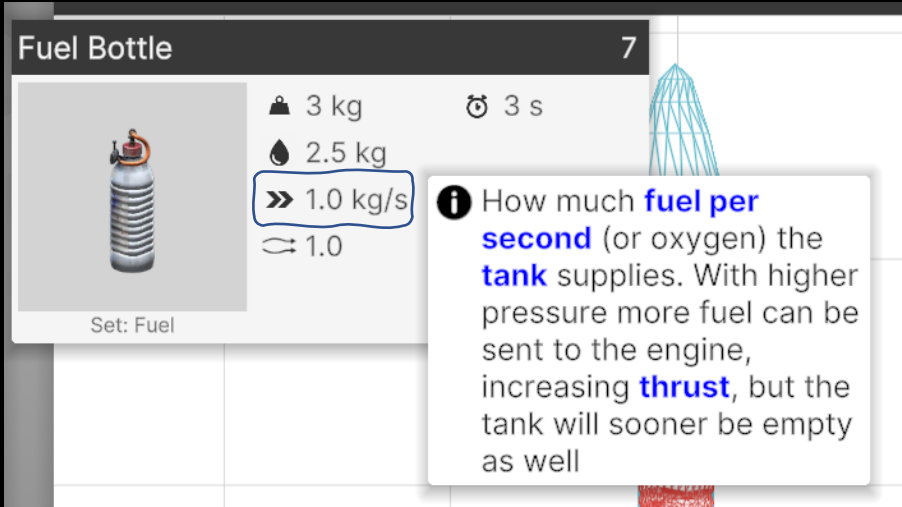 Fuel Bottle 7
3 kg 3 s
2.5 kg
1.0 kg/s
1.0
Set: Fuel
How much fuel per
second (or oxygen) the
tank supplies. With higher
pressure more fuel can be
sent to the engine,
increasing thrust, but the
tank will sooner be empty
as well